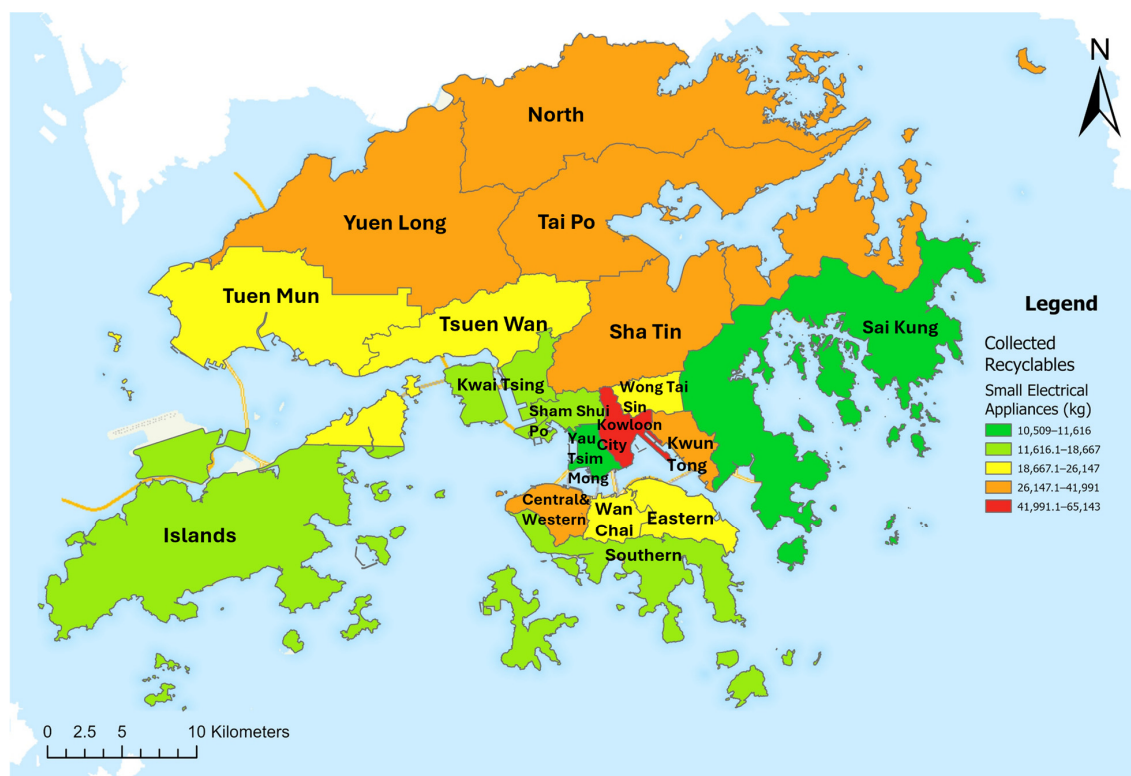 N
North
Yuen Long
Tai Po
Tuen Mun
Tsuen Wan
Sha Tin
Sai Kung
Kwai Tsing
Wong Tai
Sin
Sham Shui
Po
Kowloon
City
Yau
Tsim
Mong
Kwun
Tong
Central&
Western
Wan
Chai
Eastern
Southern
Islands
Legend
Collected
Recyclables
Small Electrical
Appliances (kg)
10,509–11,616
11,616.1–18,667
18,667.1–26,147
26,147.1–41,991
41,991.1–65,143
0 2.5 5 10 Kilometers